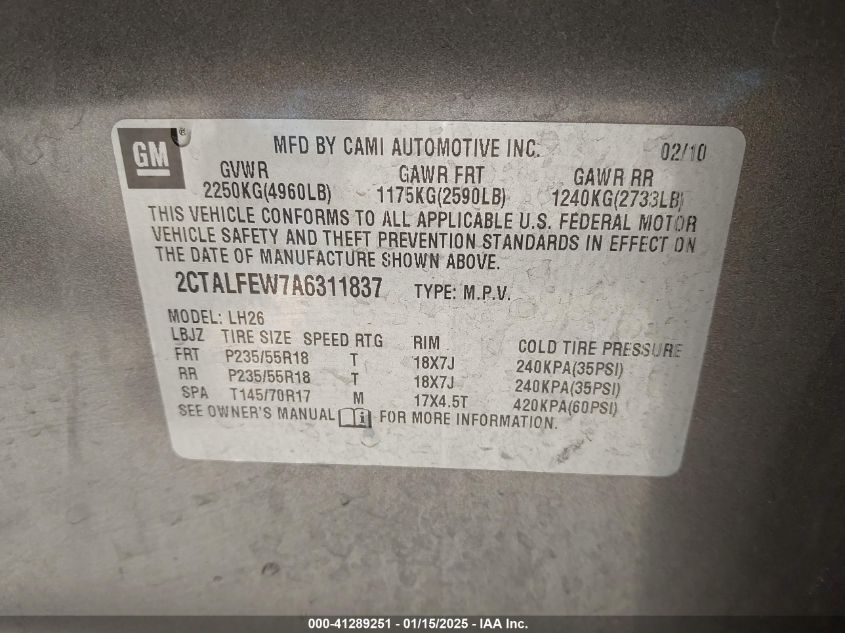 GM ®
MFD BY CAMI AUTOMOTIVE INC. 02/10
GVWR GAWR FRT GAWR RR
2250KG(4960LB) 1175KG(2590LB) 1240KG(2733LB)
THIS VEHICLE CONFORMS TO ALL APPLICABLE U.S. FEDERAL MOTOR
VEHICLE SAFETY AND THEFT PREVENTION STANDARDS IN EFFECT ON
THE DATE OF MANUFACTURE SHOWN ABOVE.
2CTALFEW7A6311837 TYPE: M.P.V.
MODEL: LH26
LBJZ TIRE SIZE SPEED RTG RIM COLD TIRE PRESSURE
FRT P235/55R18 T 18X7J 240KPA(35PSI)
RR P235/55R18 T 18X7J 240KPA(35PSI)
SPA T145/70R17 M 17X4.5T 420KPA(60PSI)
SEE OWNER'S MANUAL i FOR MORE INFORMATION.
000-41289251 - 01/15/2025 - IAA Inc.